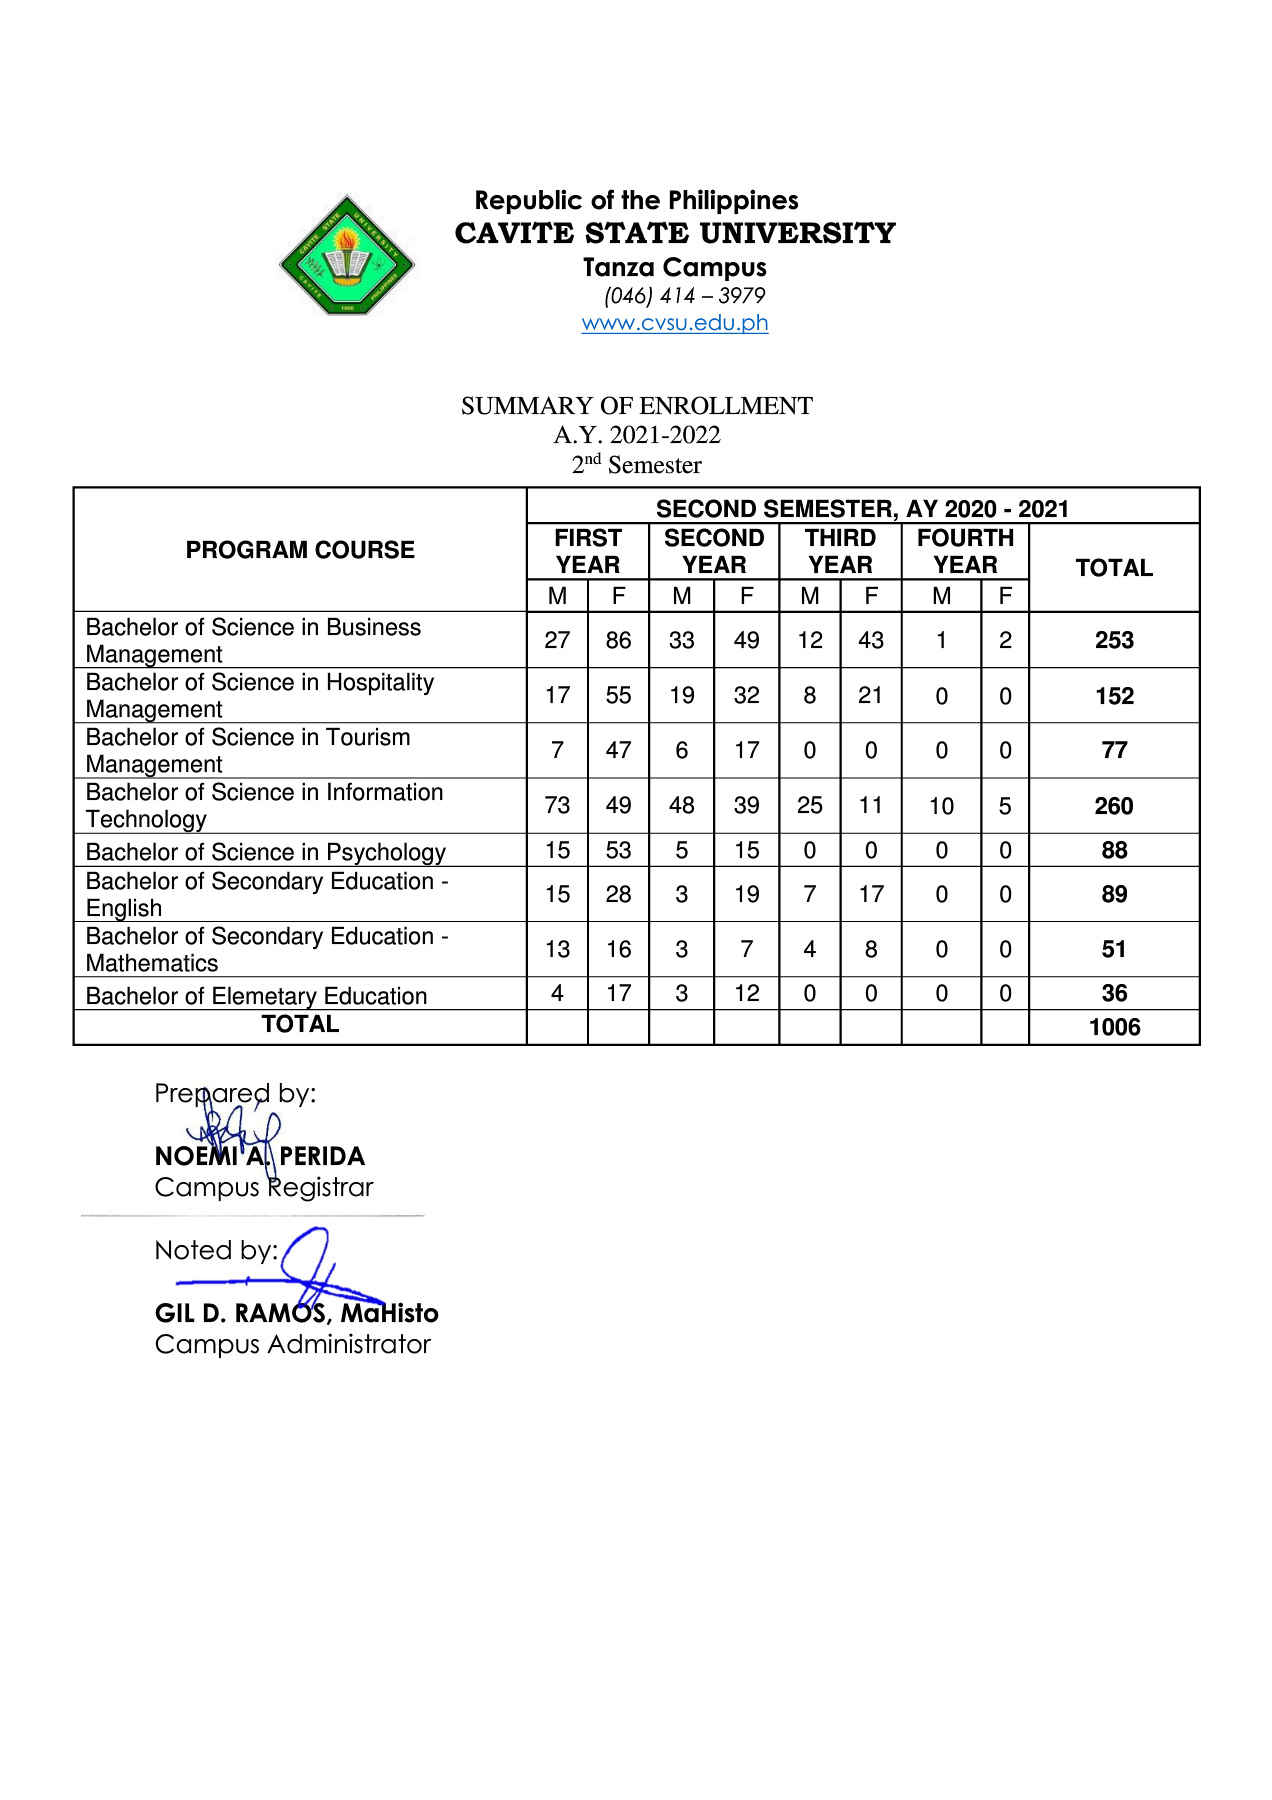 Republic of the Philippines
CAVITE STATE UNIVERSITY
Tanza Campus
(046) 414 – 3979
www.cvsu.edu.ph
CAVITE STATE UNIVERSITY
CAVITE 1906 PHILIPPINES
SUMMARY OF ENROLLMENT
A.Y. 2021-2022
2nd Semester
PROGRAM COURSE
SECOND SEMESTER, AY 2020 - 2021
FIRST YEAR SECOND YEAR THIRD YEAR FOURTH YEAR TOTAL
M F M F M F M F
Bachelor of Science in Business
Management 27 86 33 49 12 43 1 2 253
Bachelor of Science in Hospitality
Management 17 55 19 32 8 21 0 0 152
Bachelor of Science in Tourism
Management 7 47 6 17 0 0 0 0 77
Bachelor of Science in Information
Technology 73 49 48 39 25 11 10 5 260
Bachelor of Science in Psychology 15 53 5 15 0 0 0 0 88
Bachelor of Secondary Education -
English 15 28 3 19 7 17 0 0 89
Bachelor of Secondary Education -
Mathematics 13 16 3 7 4 8 0 0 51
Bachelor of Elemetary Education 4 17 3 12 0 0 0 0 36
TOTAL 1006
Prepared by:
NOEMI A. PERIDA
Campus Registrar
Noted by:
GIL D. RAMOS, MaHisto
Campus Administrator